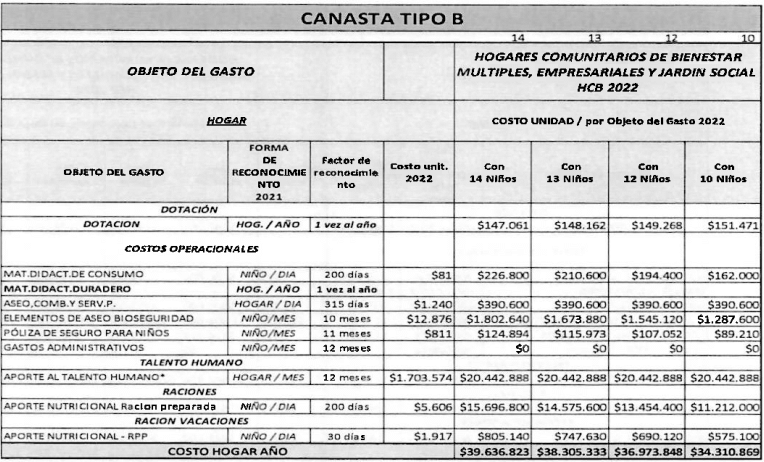 CANASTA TIPO B
14 13 12 10
OBJETO DEL GASTO
HOGARES COMUNITARIOS DE BIENESTAR
MULTIPLES, EMPRESARIALES Y JARDIN SOCIAL
HCB 2022
HOGAR
COSTO UNIDAD / por Objeto del Gasto 2022
OBJETO DEL GASTO
FORMA
DE
RECONOCIMIE
NTO
2021
Factor de
reconocimie
nto
Costo unit.
2022
Con
14 Niños
Con
13 Niños
Con
12 Niños
Con
10 Niños
DOTACIÓN
DOTACION HOG. / AÑO 1 vez al año $147.061 $148.162 $149.268 $151.471
COSTOS OPERACIONALES
MAT.DIDACT.DE CONSUMO NIÑO / DIA 200 días $81 $226.800 $210.600 $194.400 $162.000
MAT.DIDACT.DURADERO HOG. / AÑO 1 vez al año
ASEO,COMB.Y SERV.P. HOGAR / DIA 315 días $1.240 $390.600 $390.600 $390.600 $390.600
ELEMENTOS DE ASEO BIOSEGURIDAD NIÑO/MES 10 meses $12.876 $1.802.640 $1.673.880 $1.545.120 $1.287.600
PÓLIZA DE SEGURO PARA NIÑOS NIÑO/MES 11 meses $811 $124.894 $115.973 $107.052 $89.210
GASTOS ADMINISTRATIVOS NIÑO/MES 12 meses $0 $0 $0 $0
TALENTO HUMANO
APORTE AL TALENTO HUMANO* HOGAR / MES 12 meses $1.703.574 $20.442.888 $20.442.888 $20.442.888 $20.442.888
RACIONES
APORTE NUTRICIONAL Racion preparada NIÑO / DIA 200 días $5.606 $15.696.800 $14.575.600 $13.454.400 $11.212.000
RACION VACACIONES
APORTE NUTRICIONAL - RPP NIÑO / DIA 30 días $1.917 $805.140 $747.630 $690.120 $575.100
COSTO HOGAR AÑO $39.636.823 $38.305.333 $36.973.848 $34.310.869